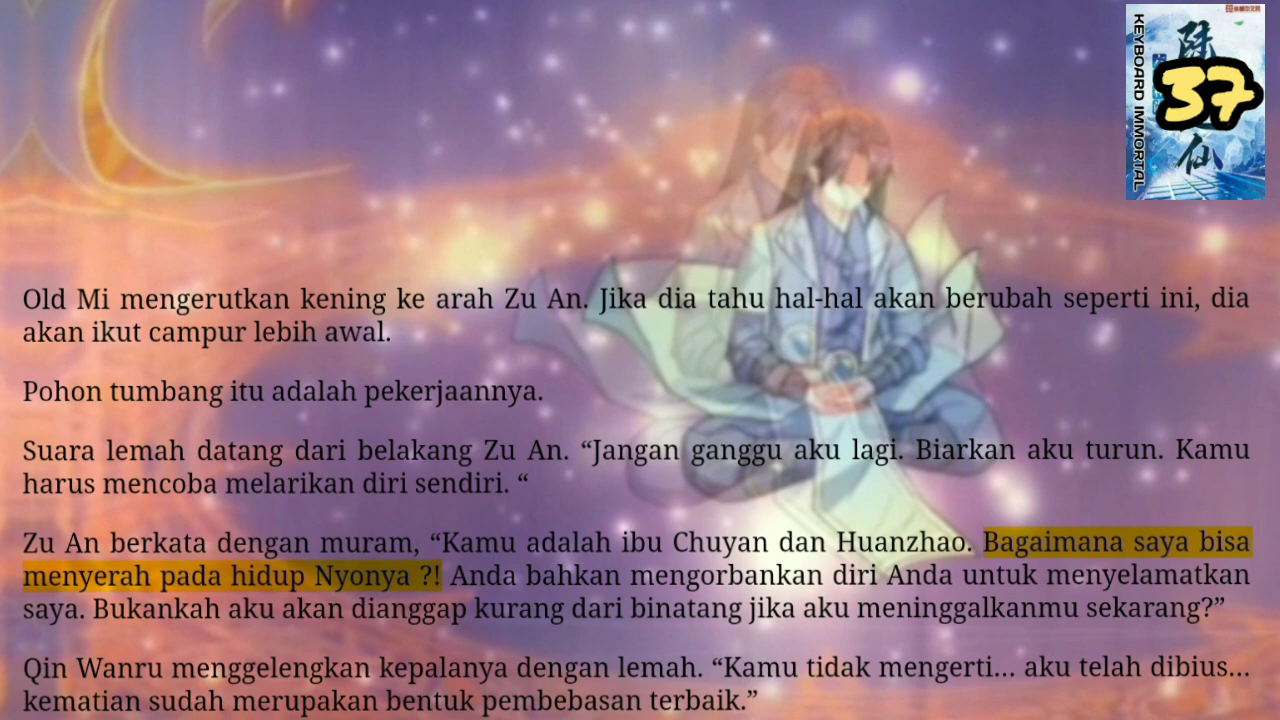 KEYBOARD IMMORTAL
陆
仙
37
Old Mi mengerutkan kening ke arah Zu An. Jika dia tahu hal-hal akan berubah seperti ini, dia
akan ikut campur lebih awal.
Pohon tumbang itu adalah pekerjaannya.
Suara lemah datang dari belakang Zu An. “Jangan ganggu aku lagi. Biarkan aku turun. Kamu
harus mencoba melarikan diri sendiri. “
Zu An berkata dengan muram, “Kamu adalah ibu Chuyan dan Huanzhao. Bagaimana saya bisa
menyerah pada hidup Nyonya ?! Anda bahkan mengorbankan diri Anda untuk menyelamatkan
saya. Bukankah aku akan dianggap kurang dari binatang jika aku meninggalkanmu sekarang?”
Qin Wanru menggelengkan kepalanya dengan lemah. “Kamu tidak mengerti... aku telah dibius...
kematian sudah merupakan bentuk pembebasan terbaik.”